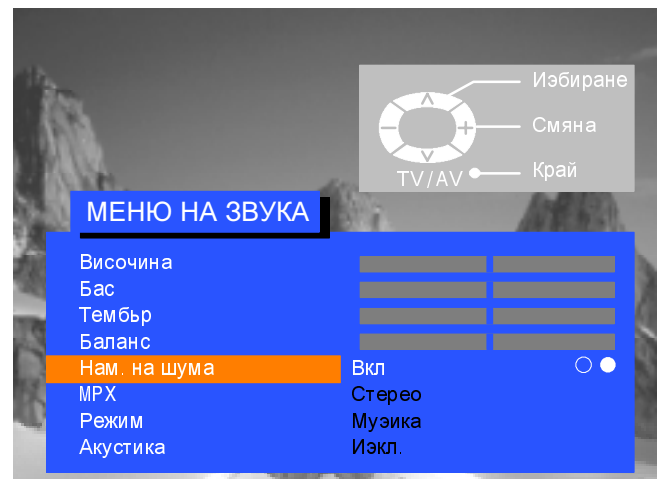 Иэбиране
Смяна
TV/AV Край
МЕНЮ НА ЗВУКА
Височина
Бас
Тембьр
Баланс
Нам. на шума Вкл
МРХ Стерео
Режим Муэика
Акустика Иэкл.